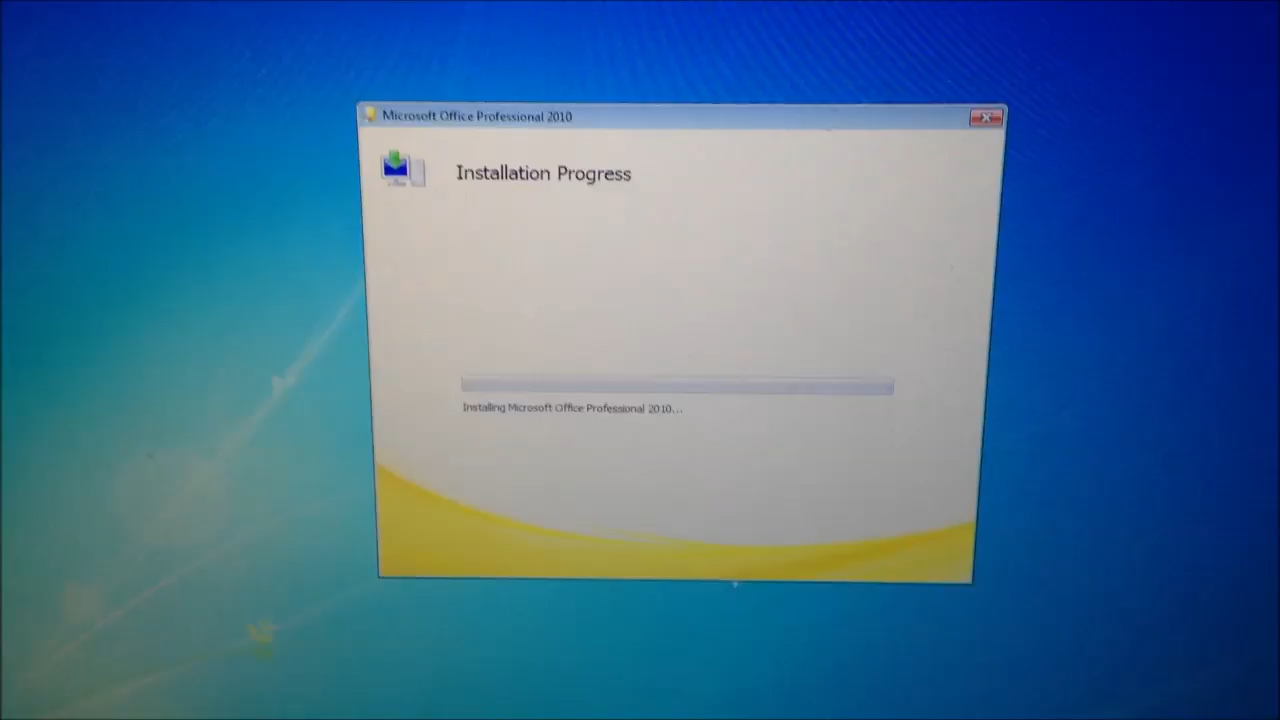 Microsoft Office Professional 2010
Installation Progress
Installing Microsoft Office Professional 2010...